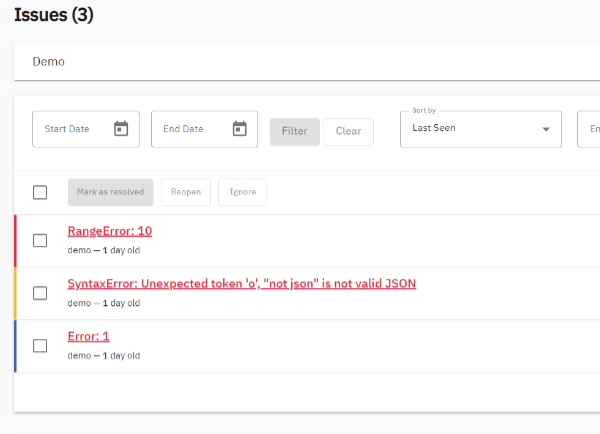 Issues (3)
Demo
Start Date
End Date
Filter
Clear
Sort by
Last Seen
Mark as resolved
Reopen
Ignore
RangeError: 10
demo — 1 day old
SyntaxError: Unexpected token 'o', "not json" is not valid JSON
demo — 1 day old
Error: 1
demo — 1 day old